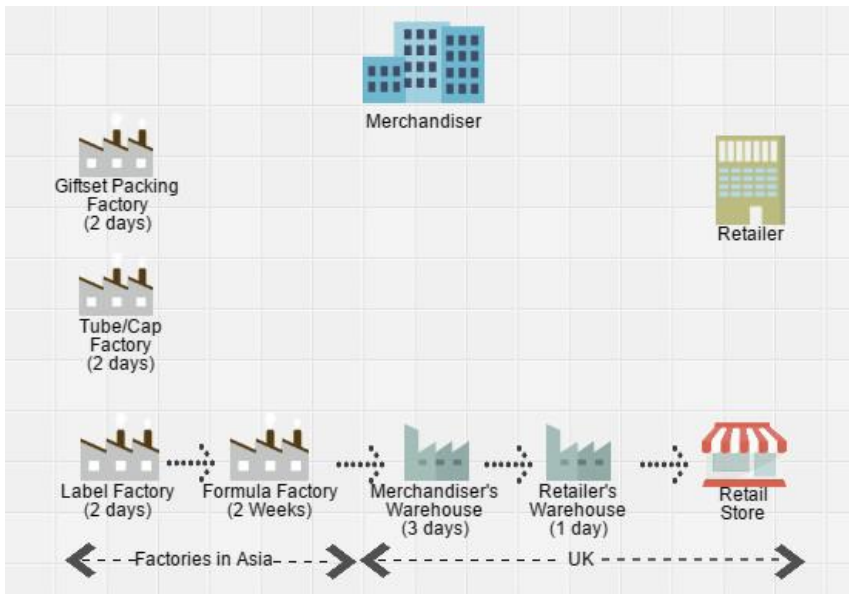 Merchandiser
Giftset Packing
Factory
(2 days)
Retailer
Tube/Cap
Factory
(2 days)
Label Factory
(2 days)
Formula Factory
(2 Weeks)
Merchandiser's
Warehouse
(3 days)
Retailer's
Warehouse
(1 day)
Retail
Store
Factories in Asia
UK